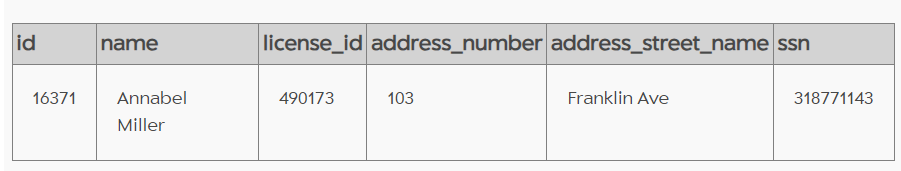 id name license_id address_number address_street_name ssn
16371 Annabel 490173 103 Franklin Ave 318771143
Miller